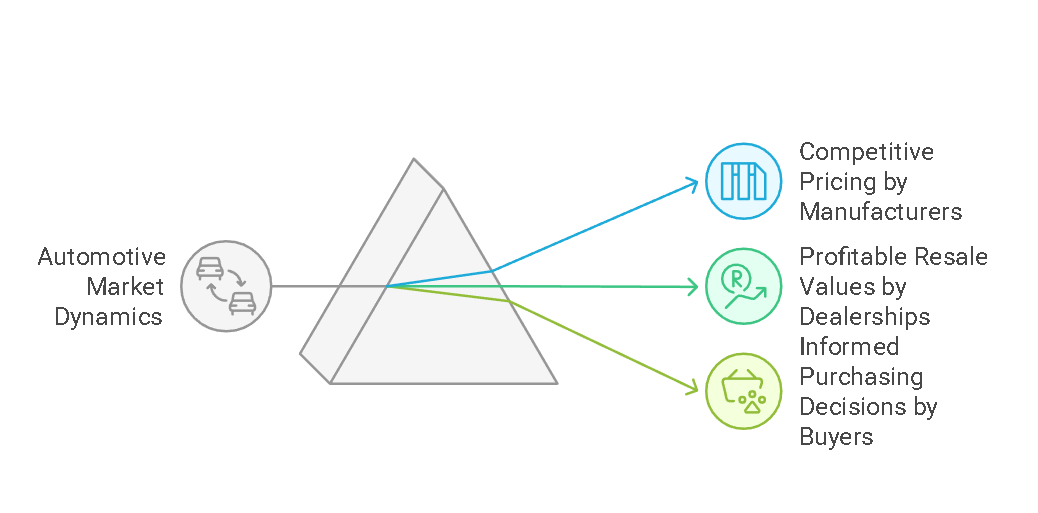 Automotive
Market
Dynamics
Competitive
Pricing by
Manufacturers
Profitable Resale
Values by
Dealerships
Informed
Purchasing
Decisions by
Buyers
R